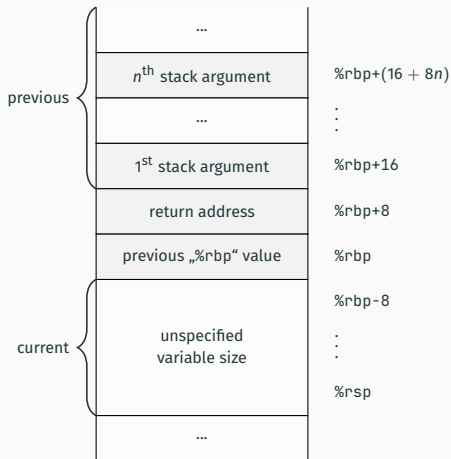 ...
nth stack argument %rbp+(16 + 8n)
previous
... ⋮
1st stack argument %rbp+16
return address %rbp+8
previous „%rbp“ value %rbp
%rbp-8
current
unspecified
variable size
⋮
%rsp
...